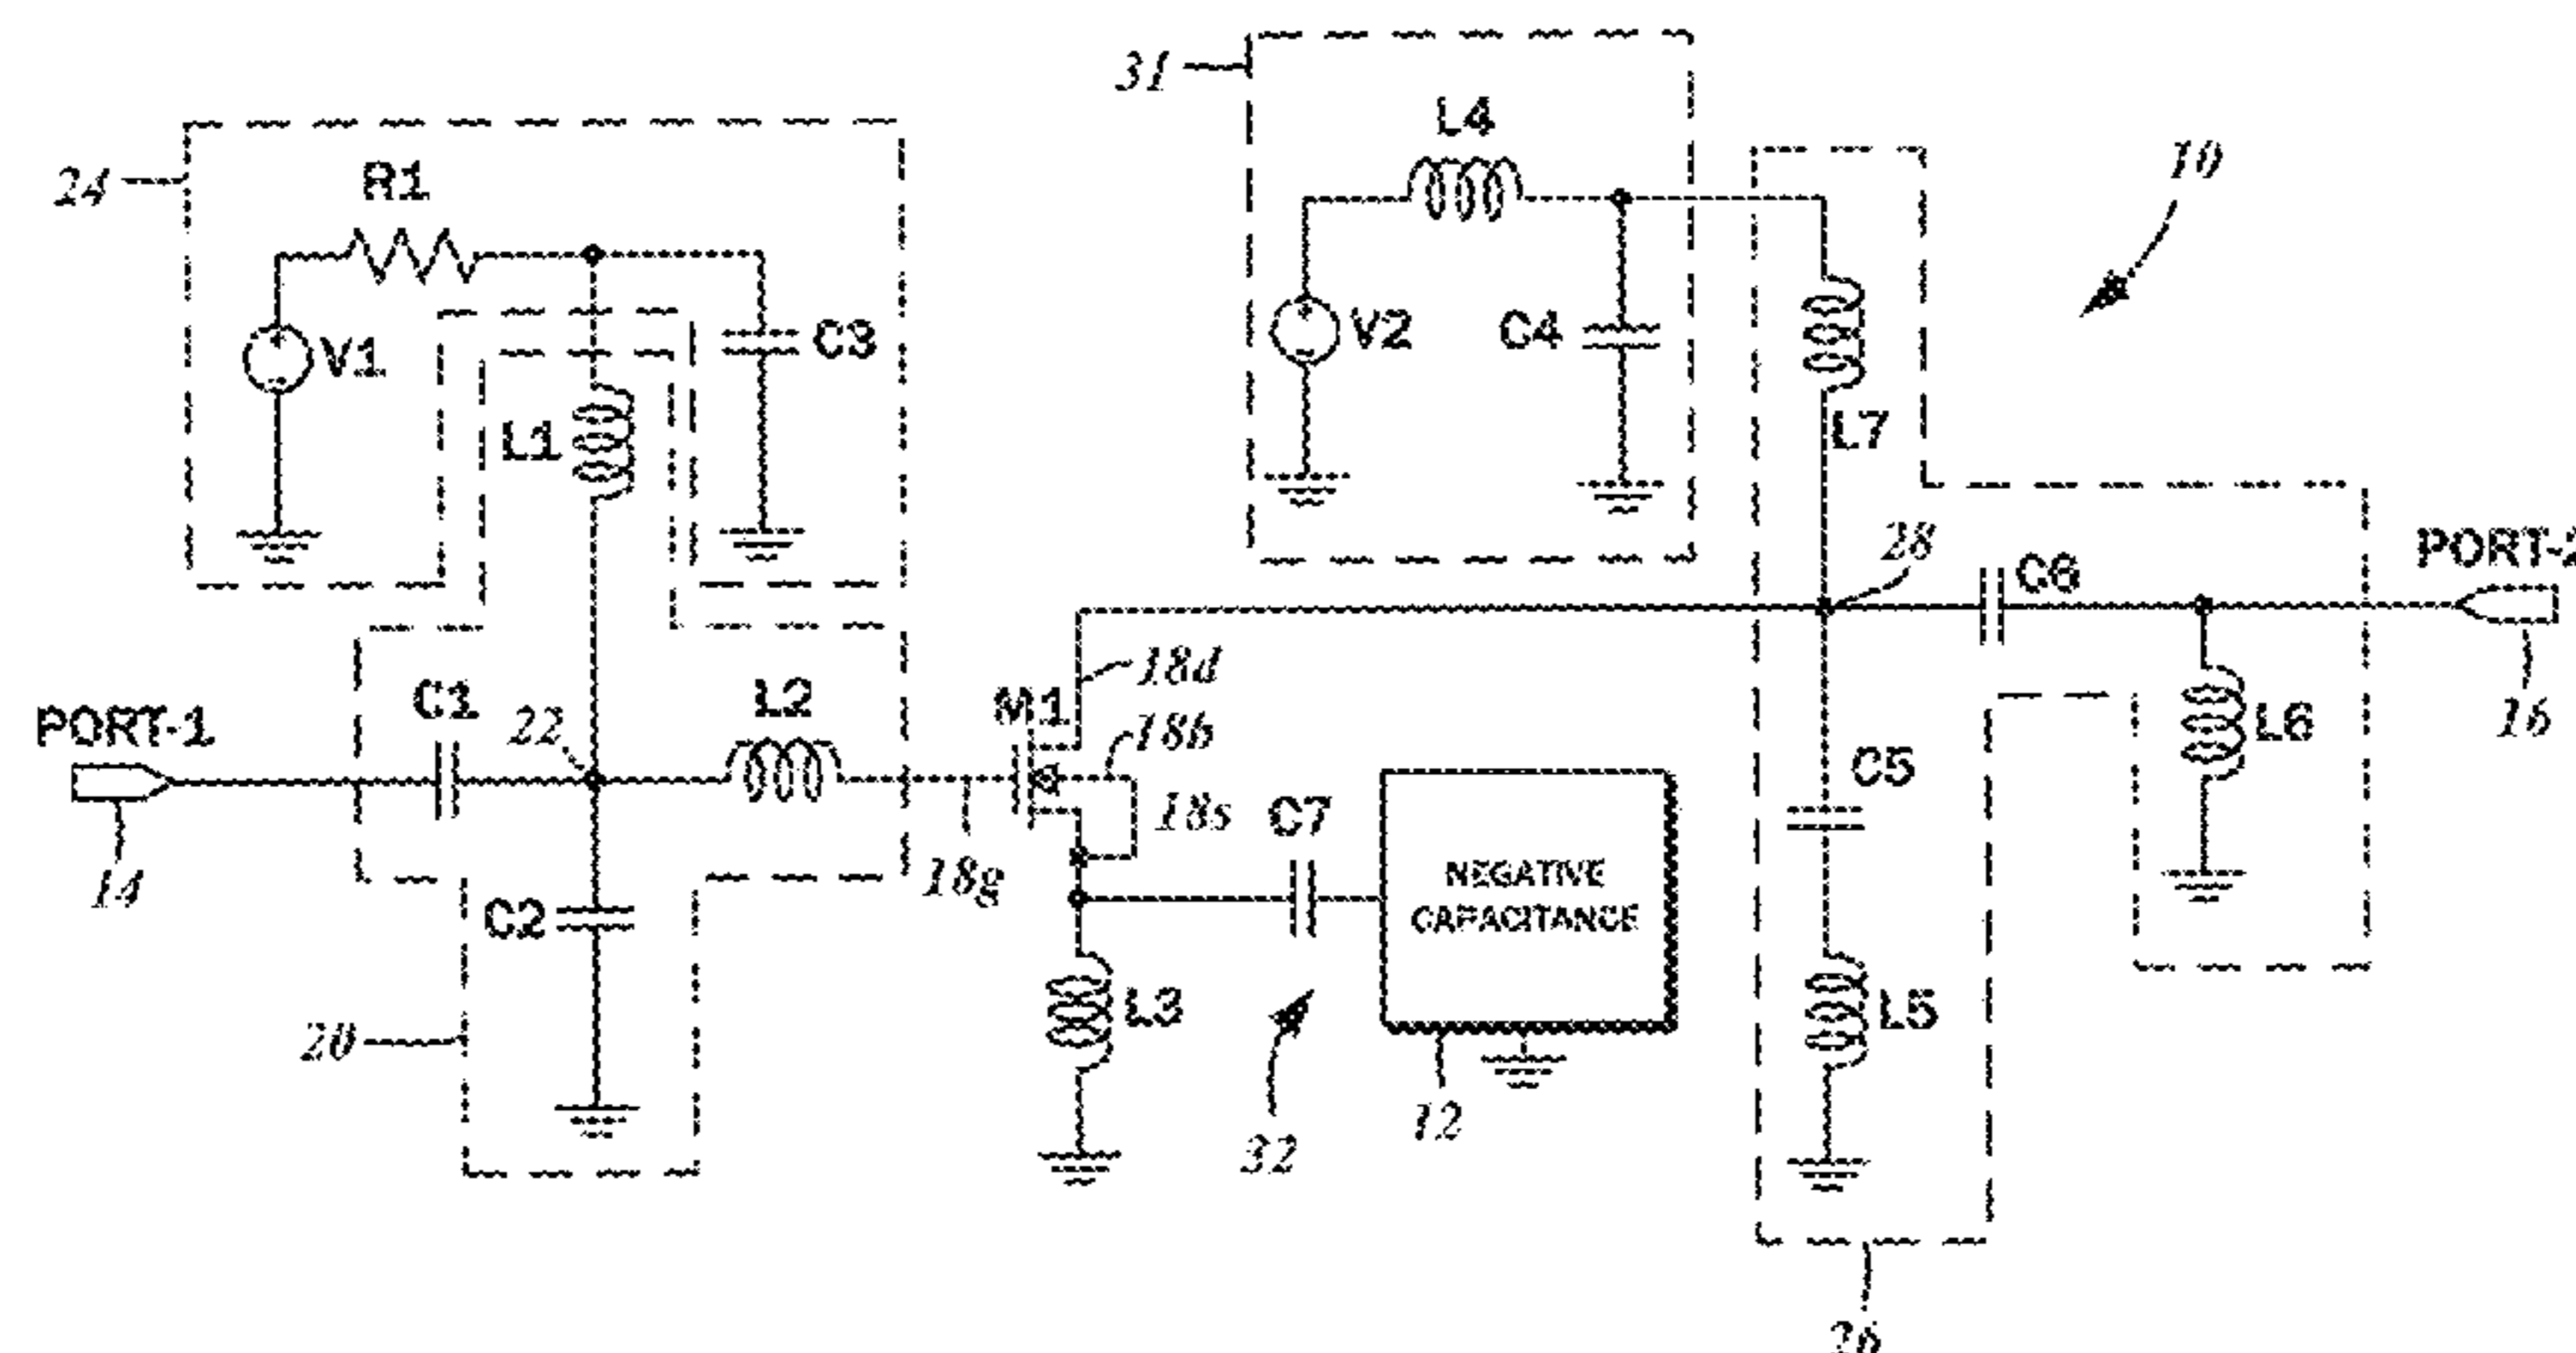 31
L4
10
24
R1
V1
C3
V2
C4
L1
L7
28
C6
PORT-2
18d
C1
L2
M1
PORT-1
22
18b
L6
16
C5
18s
C7
14
18g
NEGATIVE
CAPACITANCE
C2
L3
L5
20
32
12
26